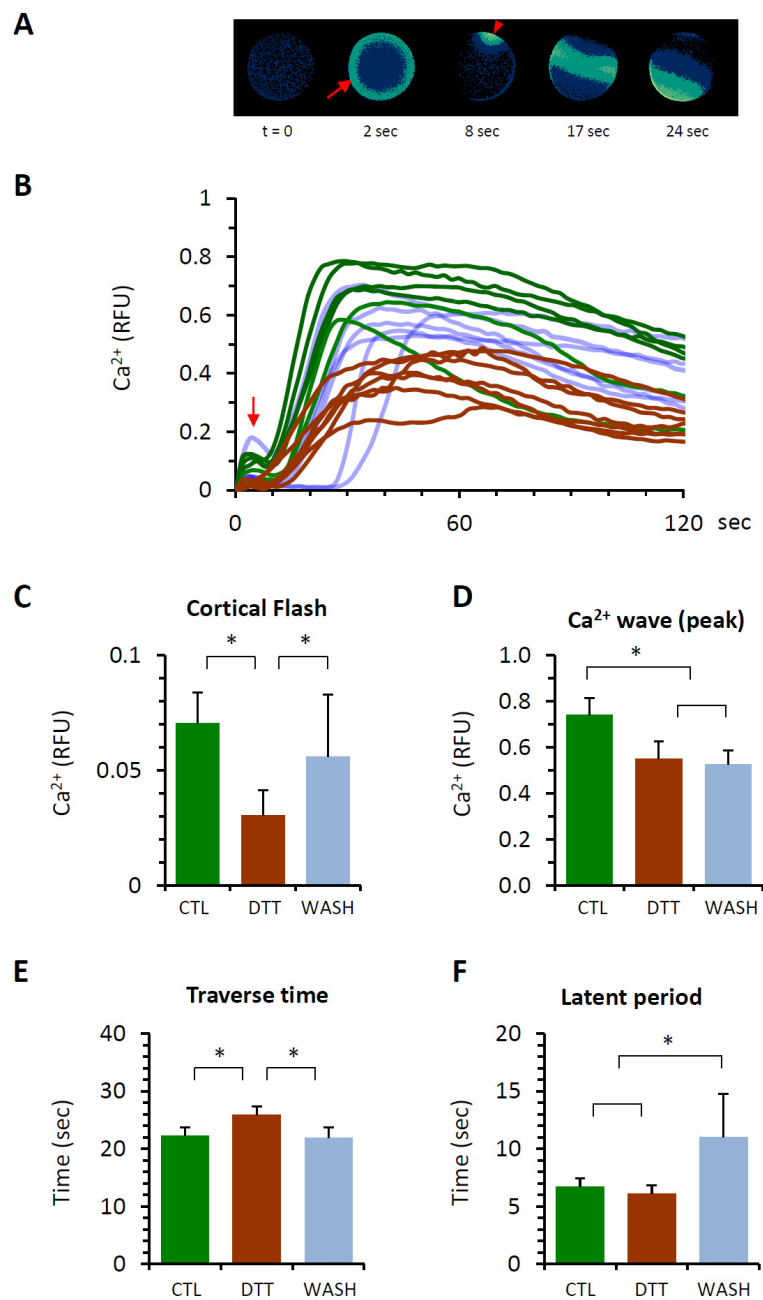 A
t = 0 2 sec 8 sec 17 sec 24 sec
B
1
0.8
0.6
0.4
0.2
0
Ca²⁺ (RFU)
0 60 120 sec
C
Cortical Flash
0.1
0.05
0
Ca²⁺ (RFU)
* *
CTL DTT WASH
D
Ca²⁺ wave (peak)
1.0
0.8
0.6
0.4
0.2
0.0
Ca²⁺ (RFU)
*
CTL DTT WASH
E
Traverse time
40
30
20
10
0
Time (sec)
* *
CTL DTT WASH
F
Latent period
20
15
10
5
0
Time (sec)
*
CTL DTT WASH